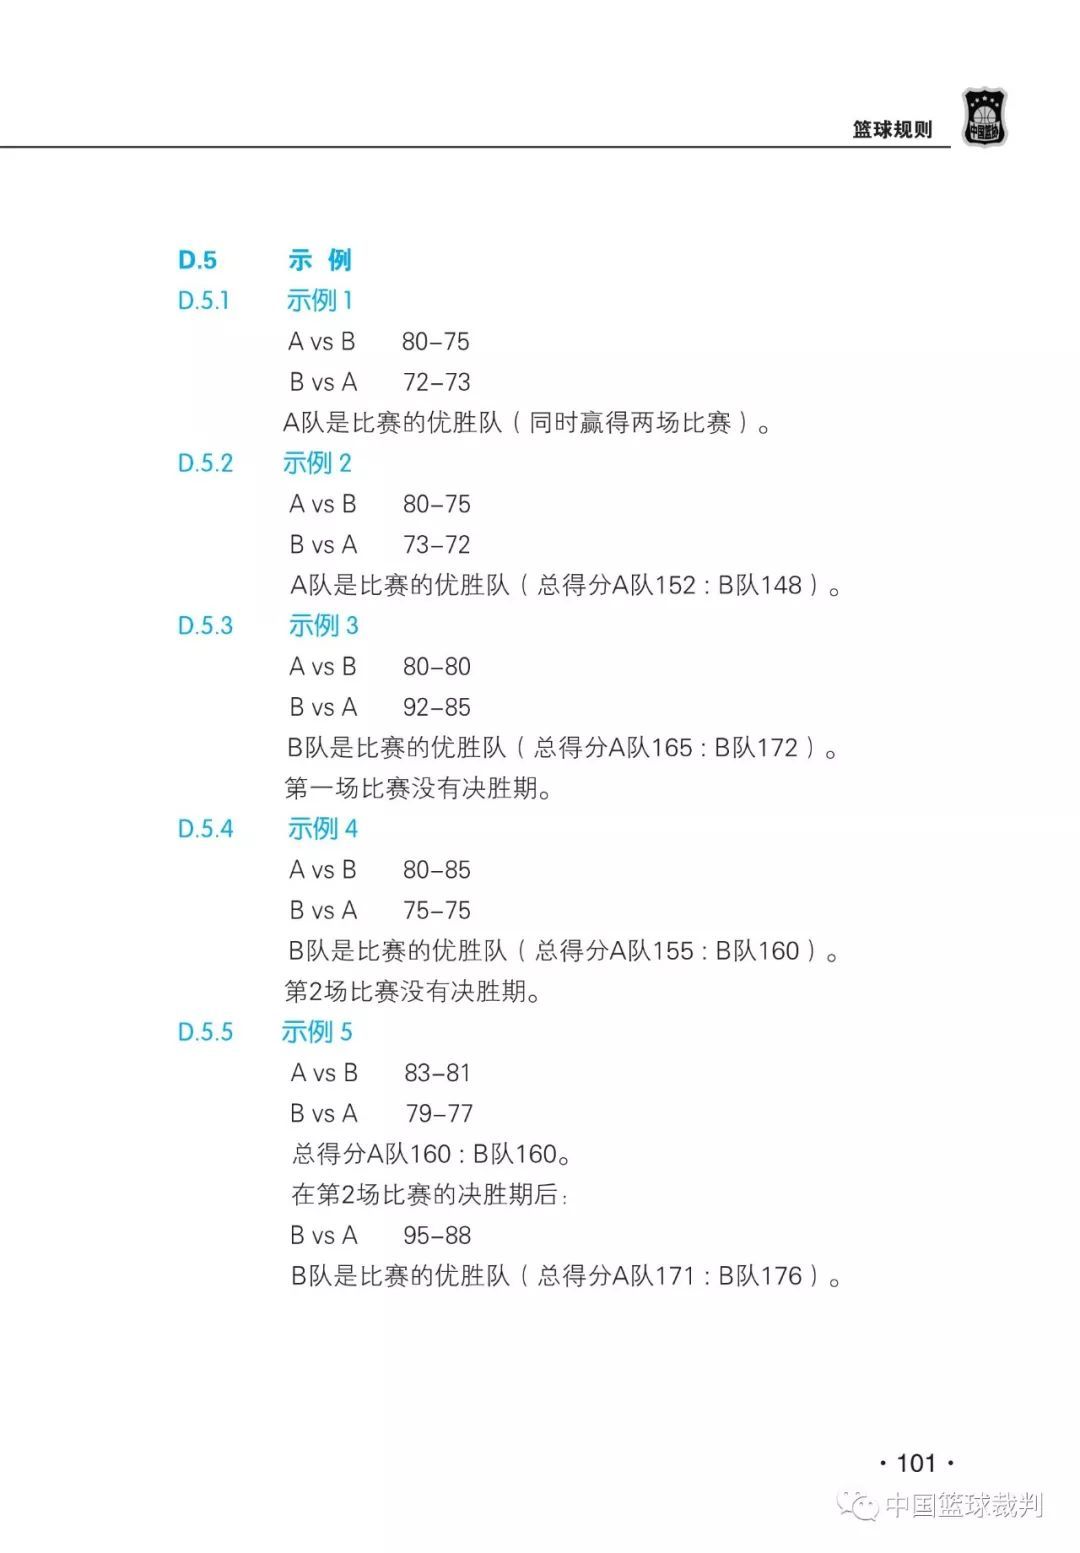 篮球规则
中国篮协
D.5 示 例
D.5.1 示例 1
A vs B 80–75
B vs A 72–73
A队是比赛的优胜队（同时赢得两场比赛）。
D.5.2 示例 2
A vs B 80–75
B vs A 73–72
A队是比赛的优胜队（总得分A队152：B队148）。
D.5.3 示例 3
A vs B 80–80
B vs A 92–85
B队是比赛的优胜队（总得分A队165：B队172）。
第一场比赛没有决胜期。
D.5.4 示例 4
A vs B 80–85
B vs A 75–75
B队是比赛的优胜队（总得分A队155：B队160）。
第2场比赛没有决胜期。
D.5.5 示例 5
A vs B 83–81
B vs A 79–77
总得分A队160：B队160。
在第2场比赛的决胜期后：
B vs A 95–88
B队是比赛的优胜队（总得分A队171：B队176）。
·101·
中国篮球裁判